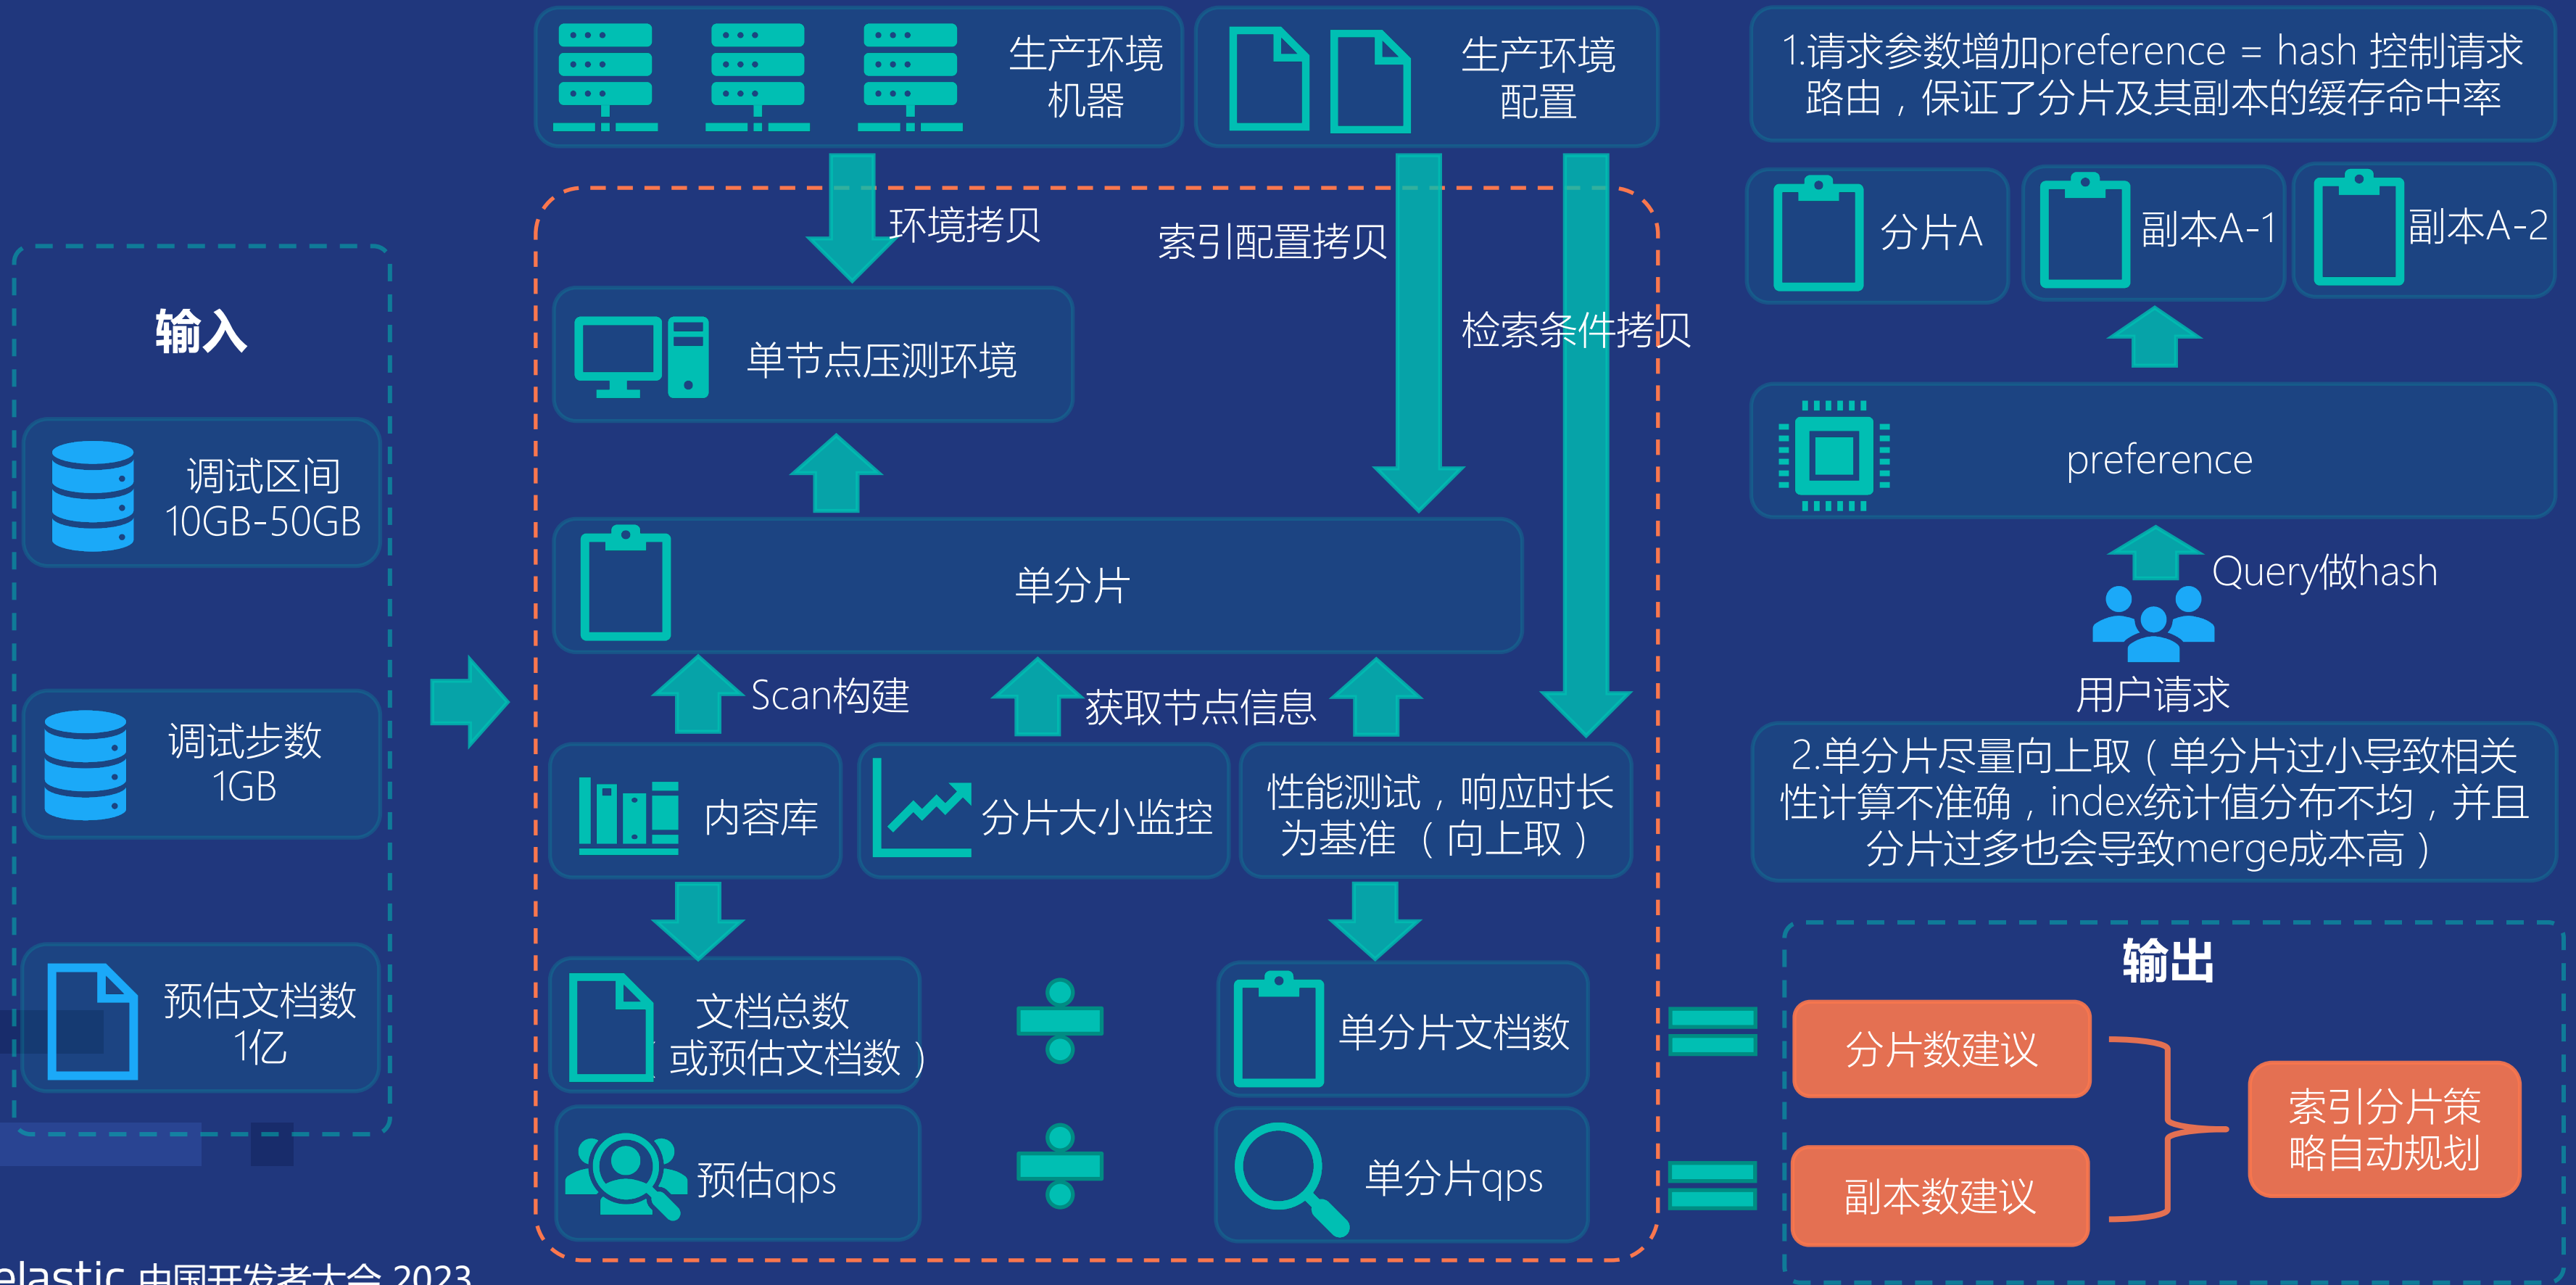 生产环境
机器
生产环境
配置
1.请求参数增加preference = hash 控制请求
路由，保证了分片及其副本的缓存命中率
环境拷贝
索引配置拷贝
检索条件拷贝
分片A
副本A-1
副本A-2
输入
单节点压测环境
preference
调试区间
10GB-50GB
单分片
Query做hash
用户请求
Scan构建
获取节点信息
调试步数
1GB
内容库
分片大小监控
性能测试，响应时长
为基准（向上取）
2.单分片尽量向上取（单分片过小导致相关
性计算不准确，index统计值分布不均，并且
分片过多也会导致merge成本高）
输出
预估文档数
1亿
文档总数
（或预估文档数）
单分片文档数
分片数建议
索引分片策
略自动规划
预估qps
单分片qps
副本数建议
elastic 中国开发者大会 2023